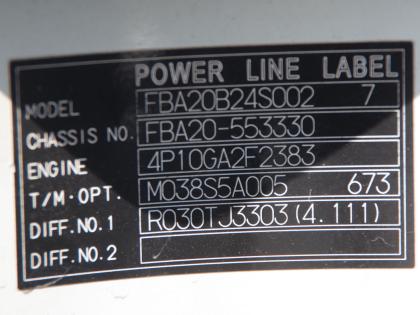 POWER LINE LABEL
MODEL FBA20B24S002 7
CHASSIS NO. FBA20-553330
ENGINE 4P10GA2F2383
T/M·OPT. M038S5A005 673
DIFF.NO.1 R030TJ3303(4.111)
DIFF.NO.2